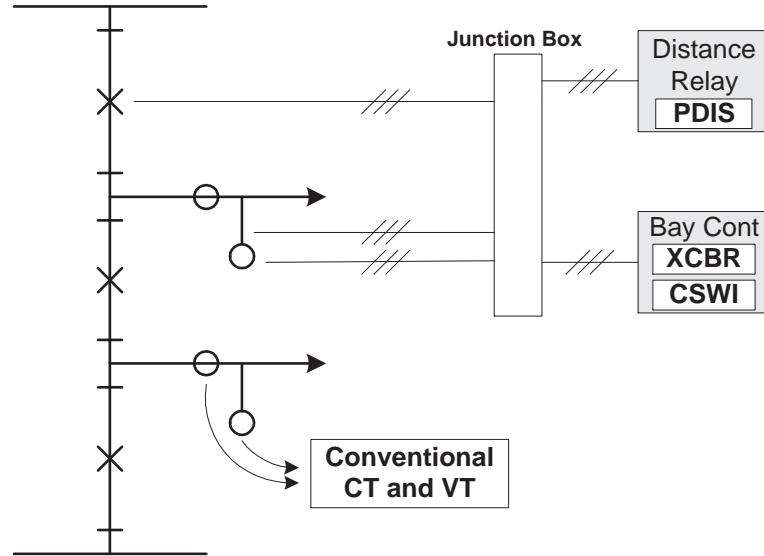 Junction Box
Distance
Relay
PDIS
Bay Cont
XCBR
CSWI
Conventional
CT and VT